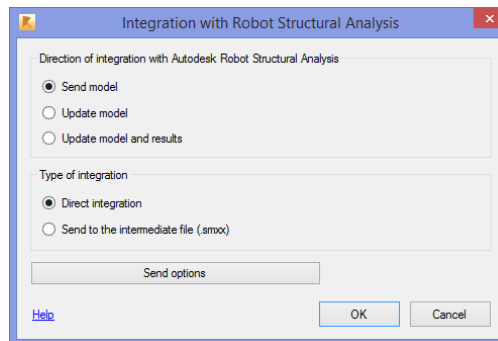 Integration with Robot Structural Analysis
Direction of integration with Autodesk Robot Structural Analysis
Send model
Update model
Update model and results
Type of integration
Direct integration
Send to the intermediate file (.smxx)
Send options
Help
OK
Cancel